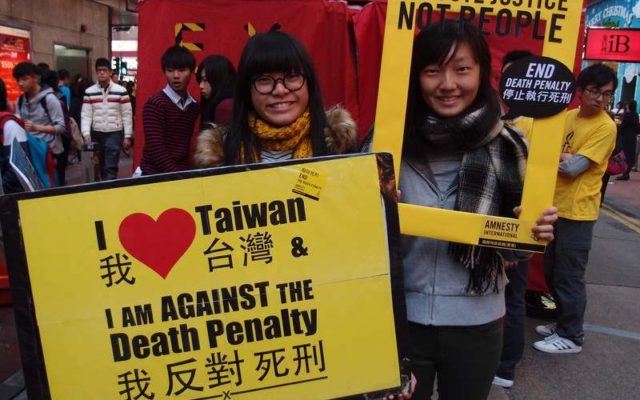 JUSTICE
NOT PEOPLE
END
DEATH PENALTY
停止執行死刑
AMNESTY
INTERNATIONAL
iB
I ♥ Taiwan
我 台灣 &
I AM AGAINST THE
Death Penalty
我反對死刑